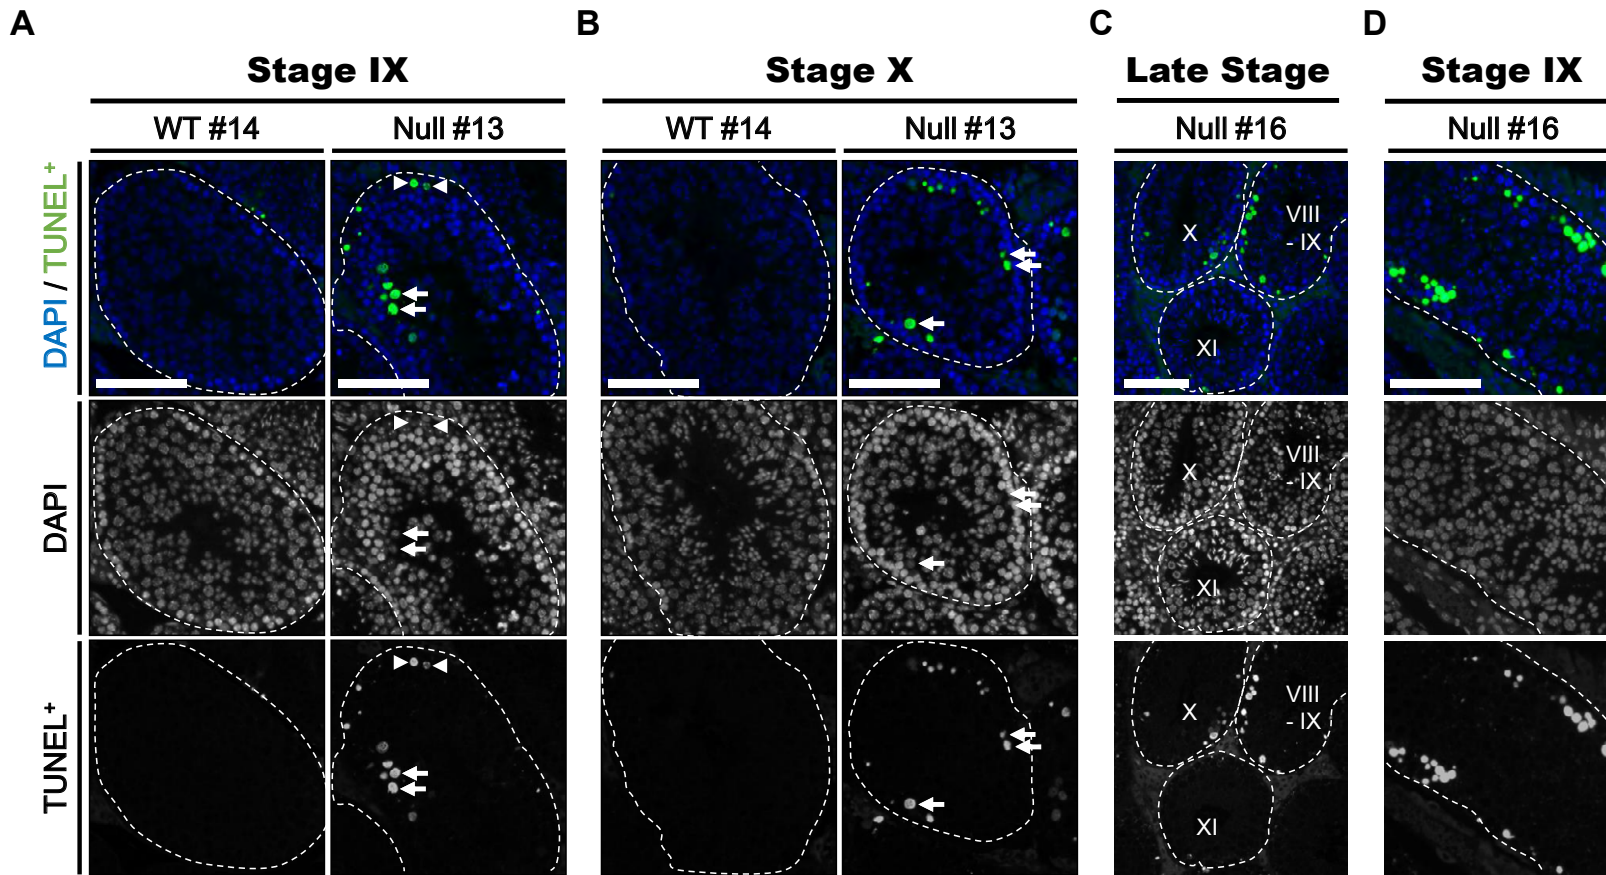 A B C D
Stage IX Stage X Late Stage Stage IX
WT #14 Null #13 WT #14 Null #13 Null #16 Null #16
DAPI / TUNEL⁺
X VIII
- IX
XI
DAPI
X VIII
- IX
XI
TUNEL⁺
X VIII
- IX
XI